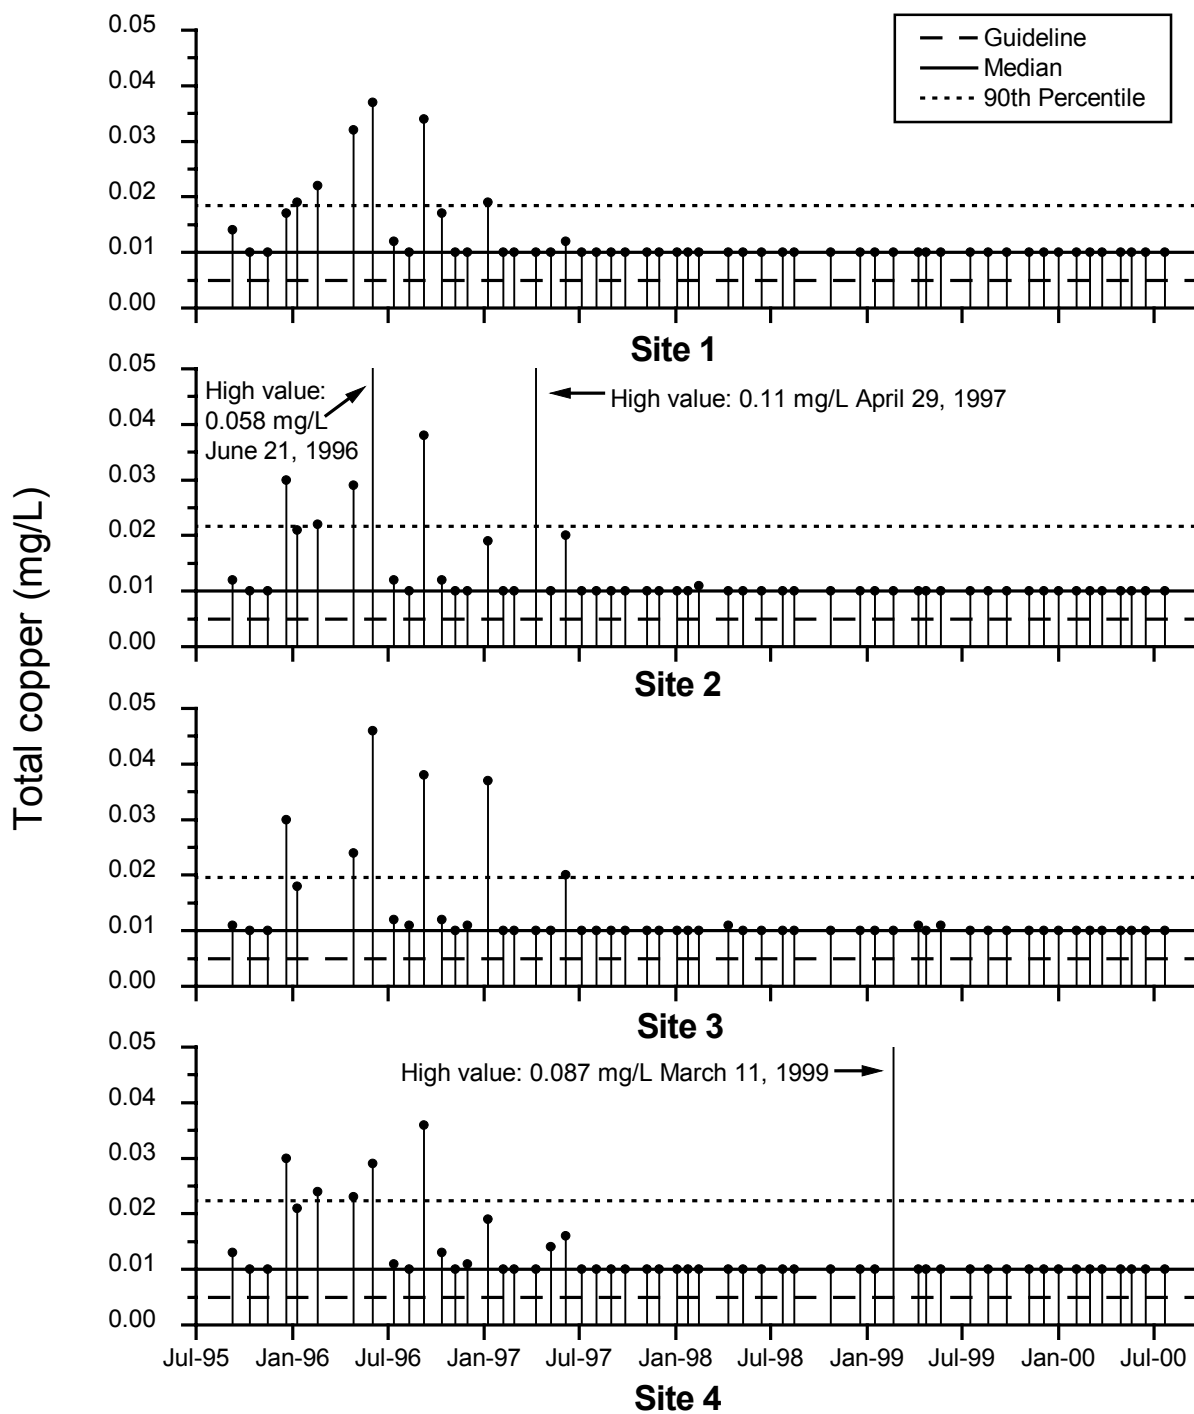 Total copper (mg/L)
Guideline
Median
90th Percentile
0.05
0.04
0.03
0.02
0.01
0.00
Site 1
0.05
0.04
0.03
0.02
0.01
0.00
High value:
0.058 mg/L
June 21, 1996
High value: 0.11 mg/L April 29, 1997
Site 2
0.05
0.04
0.03
0.02
0.01
0.00
Site 3
0.05
0.04
0.03
0.02
0.01
0.00
High value: 0.087 mg/L March 11, 1999
Jul-95 Jan-96 Jul-96 Jan-97 Jul-97 Jan-98 Jul-98 Jan-99 Jul-99 Jan-00 Jul-00
Site 4